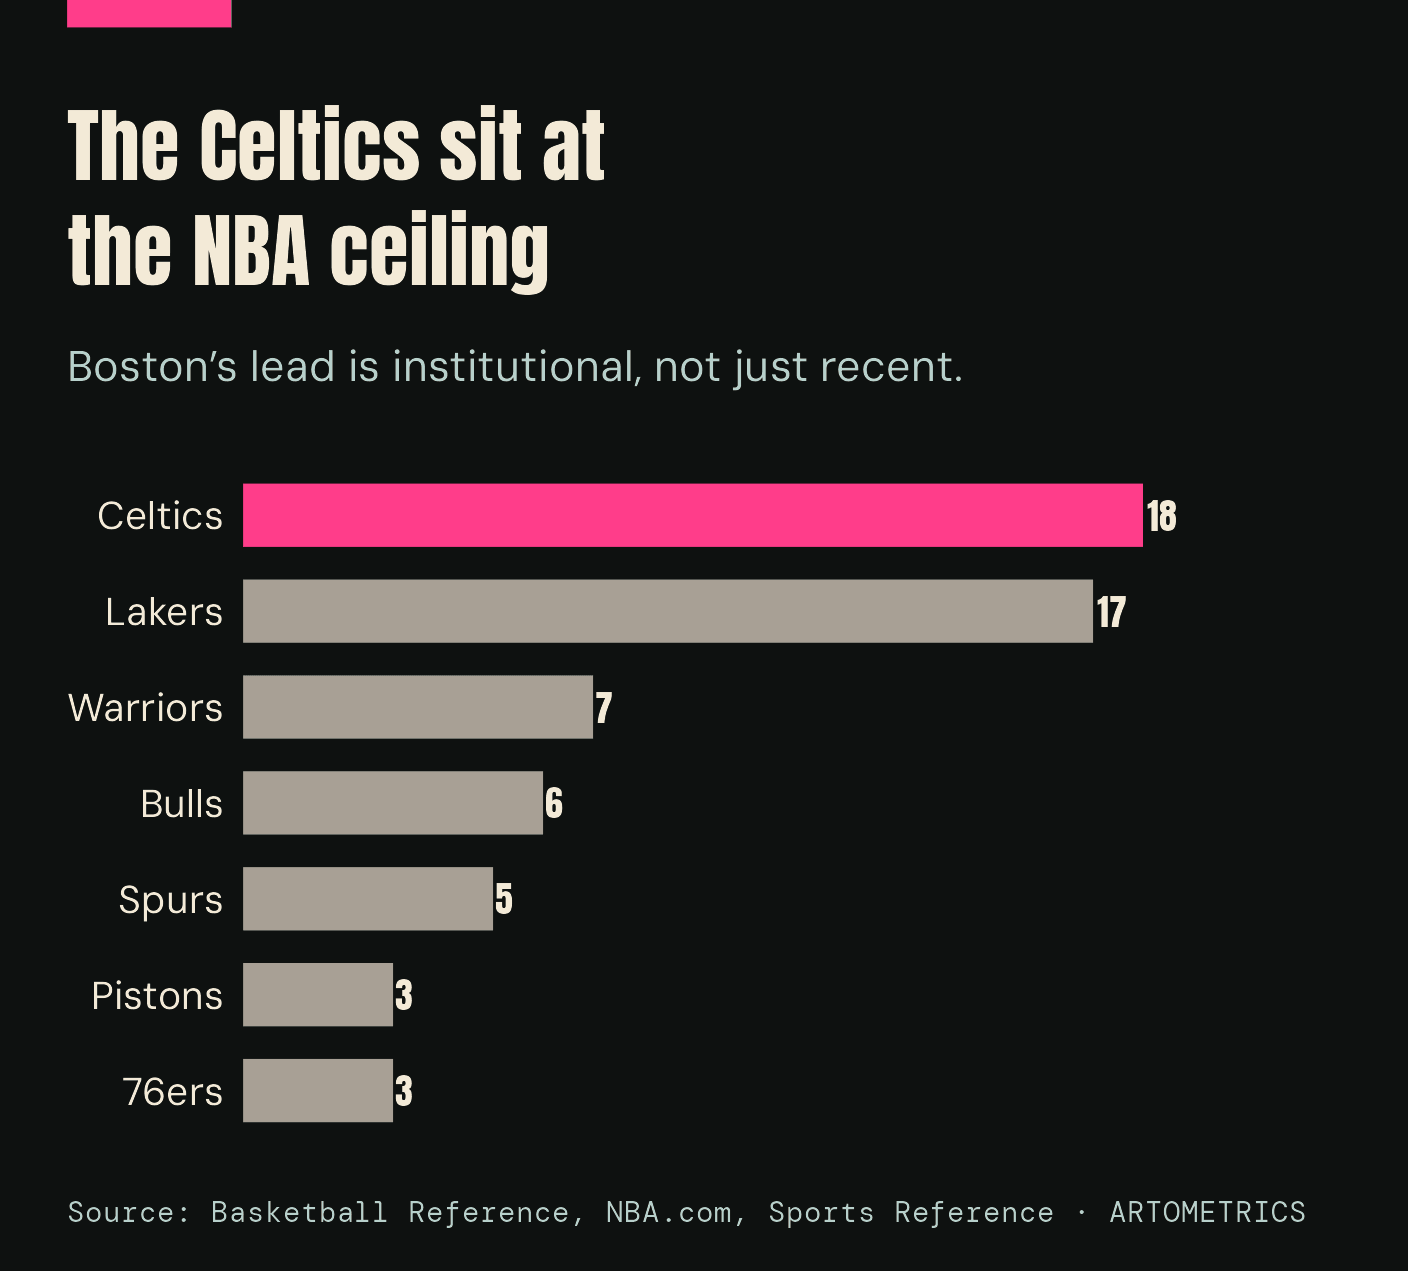 The Celtics sit at
the NBA ceiling
Boston’s lead is institutional, not just recent.
Celtics 18
Lakers 17
Warriors 7
Bulls 6
Spurs 5
Pistons 3
76ers 3
Source: Basketball Reference, NBA.com, Sports Reference · ARTOMETRICS